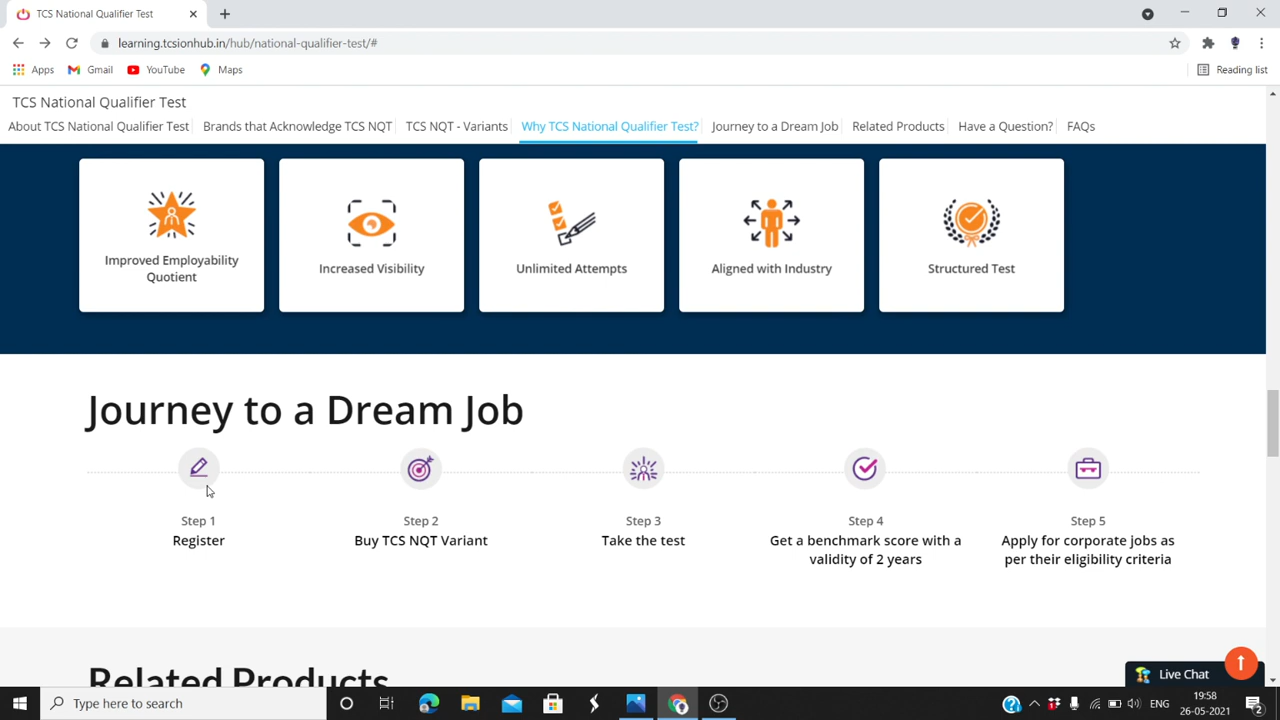 TCS National Qualifier Test
learning.tcsionhub.in/hub/national-qualifier-test/#
Apps Gmail YouTube Maps Reading list
TCS National Qualifier Test
About TCS National Qualifier Test Brands that Acknowledge TCS NQT TCS NQT - Variants Why TCS National Qualifier Test? Journey to a Dream Job Related Products Have a Question? FAQs
Improved Employability
Quotient
Increased Visibility
Unlimited Attempts
Aligned with Industry
Structured Test
Journey to a Dream Job
Step 1
Register
Step 2
Buy TCS NQT Variant
Step 3
Take the test
Step 4
Get a benchmark score with a
validity of 2 years
Step 5
Apply for corporate jobs as
per their eligibility criteria
Related Products
Live Chat
Type here to search
ENG
19:58
26-05-2021
2